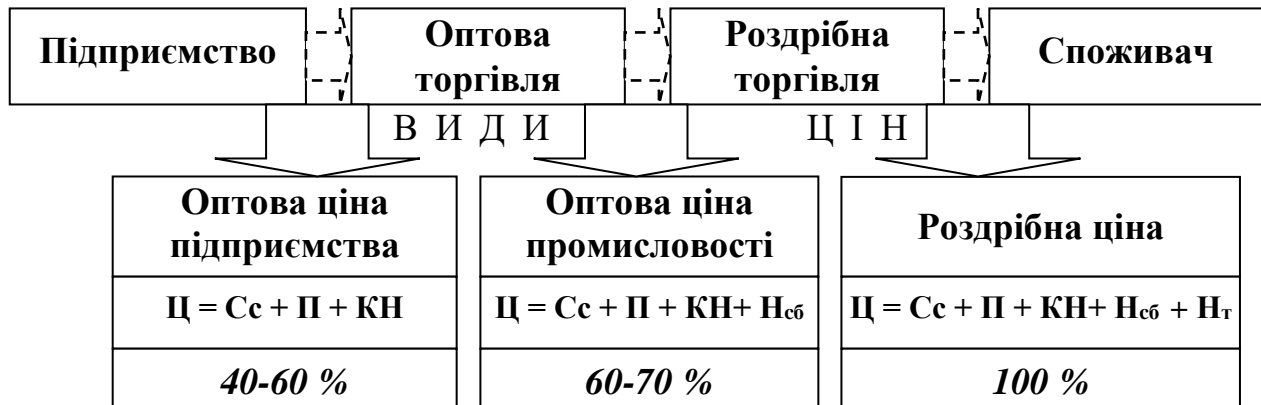 Підприємство
Оптова
торгівля
Роздрібна
торгівля
Споживач
В И Д И Ц І Н
Оптова ціна
підприємства
Оптова ціна
промисловості
Роздрібна ціна
Ц = Сс + П + КН
Ц = Сс + П + КН+ Нсб
Ц = Сс + П + КН+ Нсб + Нт
40-60 %
60-70 %
100 %